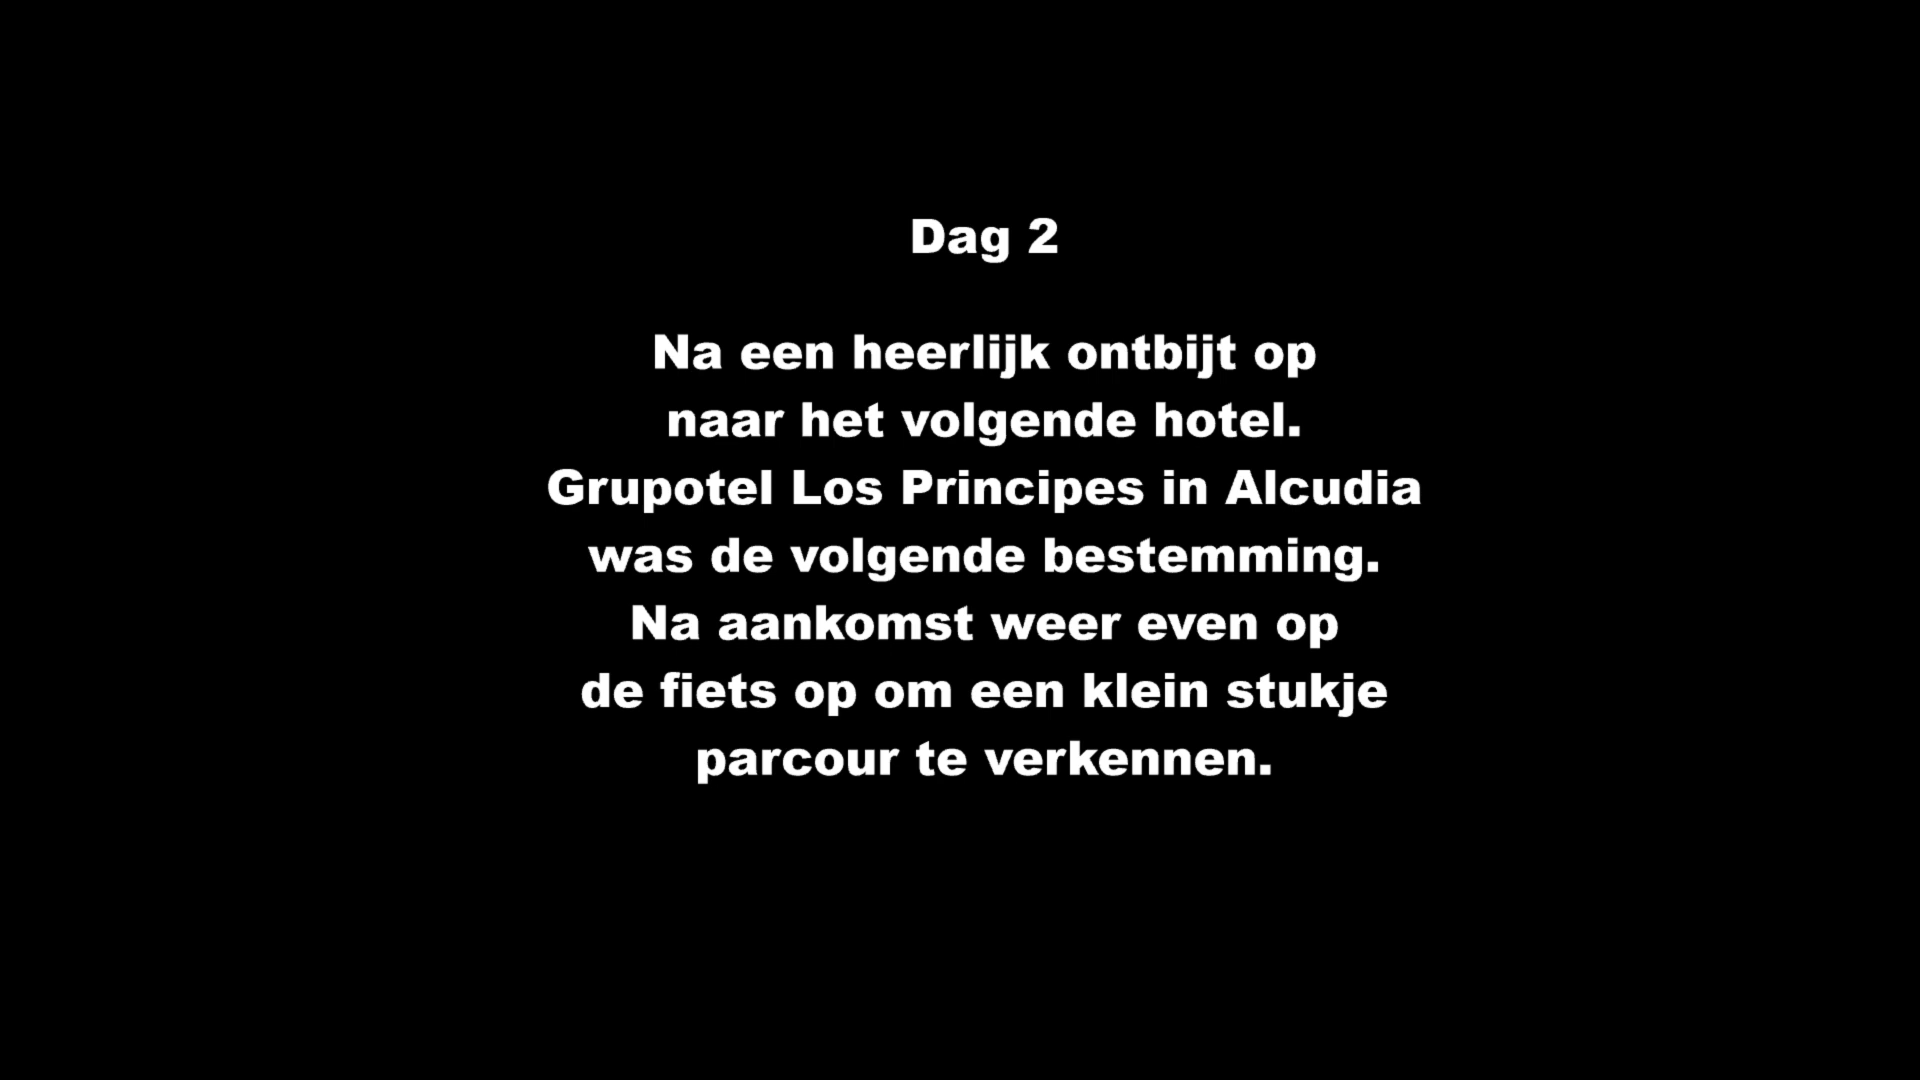 Dag 2
Na een heerlijk ontbijt op
naar het volgende hotel.
Grupotel Los Principes in Alcudia
was de volgende bestemming.
Na aankomst weer even op
de fiets op om een klein stukje
parcour te verkennen.